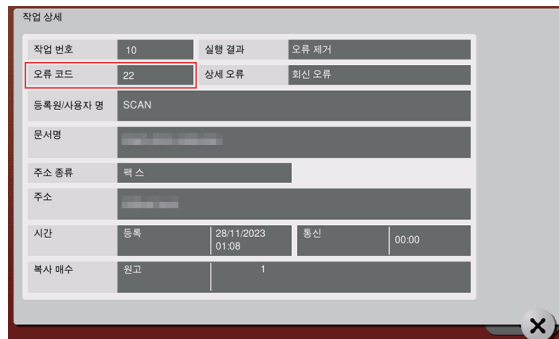 작업 상세
작업 번호 10 실행 결과 오류 제거
오류 코드 22 상세 오류 회신 오류
등록원/사용자 명 SCAN
문서명
주소 종류 팩스
주소
시간 등록 28/11/2023 01:08 통신 00:00
복사 매수 원고 1